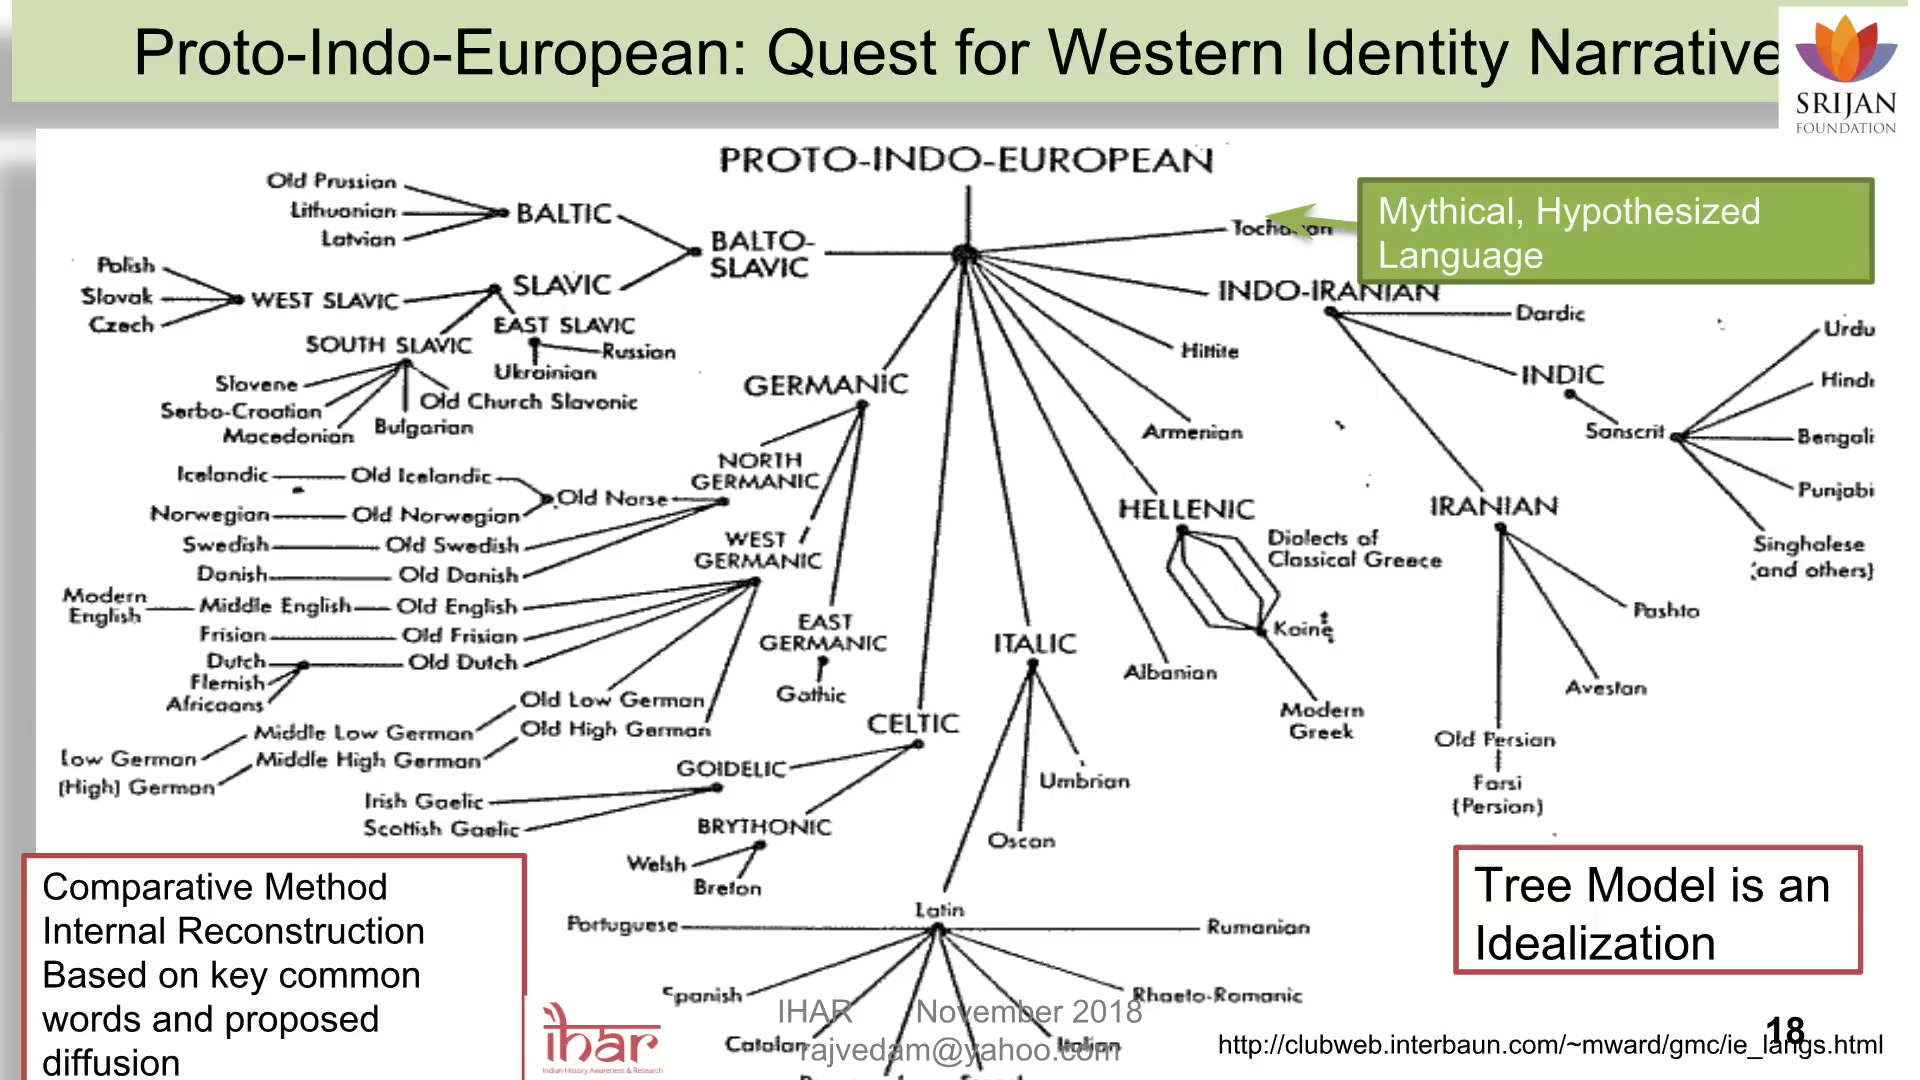 Proto-Indo-European: Quest for Western Identity Narrative
SRIJAN
FOUNDATION
PROTO-INDO-EUROPEAN
Mythical, Hypothesized
Language
Old Prussian
Lithuanian
Latvian
BALTIC
BALTO-
SLAVIC
Polish
Slovak
Czech
WEST SLAVIC
SLAVIC
EAST SLAVIC
Russian
Ukrainian
SOUTH SLAVIC
Slovene
Serbo-Croatian
Macedonian
Bulgarian
Old Church Slavonic
INDO-IRANIAN
Dardic
Hittite
Armenian
INDIC
Sanscrit
Urdu
Hindi
Bengali
Punjabi
Singhalese
(and others)
GERMANIC
NORTH
GERMANIC
Icelandic
Old Icelandic
Old Norse
Norwegian
Old Norwegian
Swedish
Old Swedish
Danish
Old Danish
WEST
GERMANIC
Modern
English
Middle English
Old English
Frisian
Old Frisian
Dutch
Old Dutch
Flemish
Africaans
Old Low German
Middle Low German
Low German
Old High German
Middle High German
(High) German
EAST
GERMANIC
Gothic
HELLENIC
Dialects of
Classical Greece
Koine
Modern
Greek
IRANIAN
Pashto
Avestan
Old Persian
Farsi
(Persian)
Albanian
ITALIC
Umbrian
Oscan
CELTIC
GOIDELIC
Irish Gaelic
Scottish Gaelic
BRYTHONIC
Welsh
Breton
Latin
Portuguese
Rumanian
Spanish
Rhaeto-Romanic
Catalan
Italian
Comparative Method
Internal Reconstruction
Based on key common
words and proposed
diffusion
Tree Model is an
Idealization
ihar
Indian History Awareness & Research
IHAR November 2018
rajvedam@yahoo.com
18
http://clubweb.interbaun.com/~mward/gmc/ie_langs.html